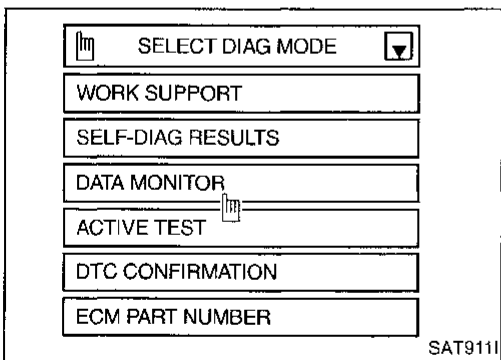 SELECT DIAG MODE
WORK SUPPORT
SELF-DIAG RESULTS
DATA MONITOR
ACTIVE TEST
DTC CONFIRMATION
ECM PART NUMBER
SAT911I